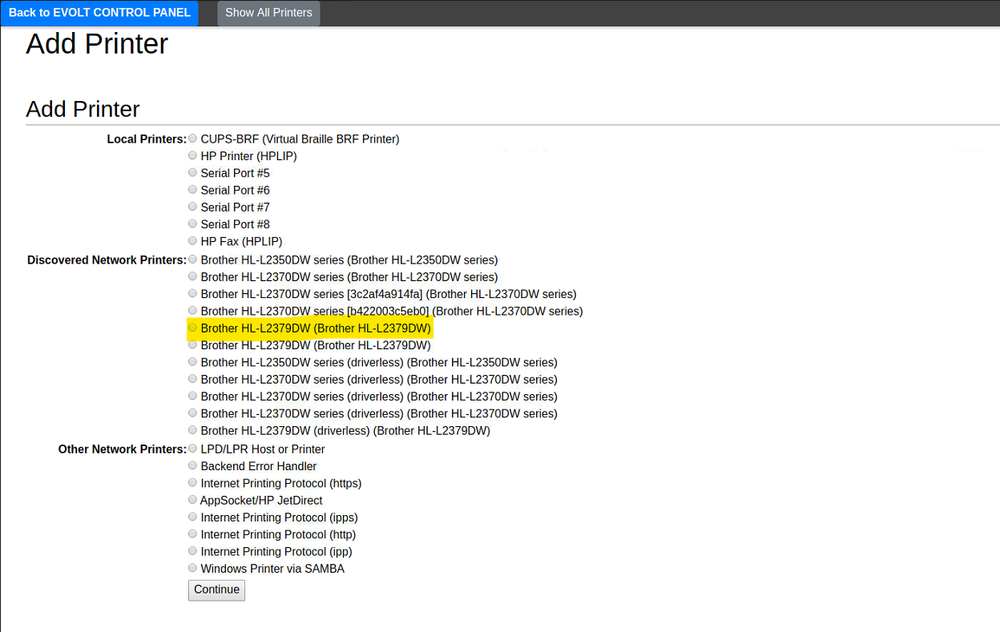 Back to EVOLT CONTROL PANEL Show All Printers
Add Printer
Add Printer
Local Printers: CUPS-BRF (Virtual Braille BRF Printer)
HP Printer (HPLIP)
Serial Port #5
Serial Port #6
Serial Port #7
Serial Port #8
HP Fax (HPLIP)
Discovered Network Printers: Brother HL-L2350DW series (Brother HL-L2350DW series)
Brother HL-L2370DW series (Brother HL-L2370DW series)
Brother HL-L2370DW series [3c2af4a914fa] (Brother HL-L2370DW series)
Brother HL-L2370DW series [b422003c5eb0] (Brother HL-L2370DW series)
Brother HL-L2379DW (Brother HL-L2379DW)
Brother HL-L2379DW (Brother HL-L2379DW)
Brother HL-L2350DW series (driverless) (Brother HL-L2350DW series)
Brother HL-L2370DW series (driverless) (Brother HL-L2370DW series)
Brother HL-L2370DW series (driverless) (Brother HL-L2370DW series)
Brother HL-L2370DW series (driverless) (Brother HL-L2370DW series)
Brother HL-L2379DW (driverless) (Brother HL-L2379DW)
Other Network Printers: LPD/LPR Host or Printer
Backend Error Handler
Internet Printing Protocol (https)
AppSocket/HP JetDirect
Internet Printing Protocol (ipps)
Internet Printing Protocol (http)
Internet Printing Protocol (ipp)
Windows Printer via SAMBA
Continue